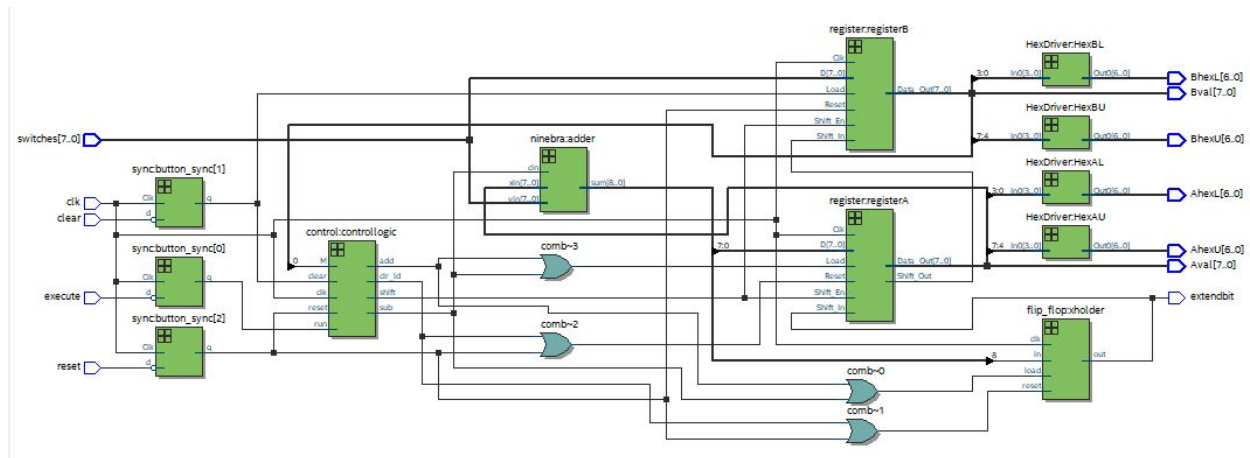 switches[7..0]
clk
clear
execute
reset
sync:button_sync[1]
Clk
d
q
sync:button_sync[0]
Clk
d
q
sync:button_sync[2]
Clk
d
q
control:controllogic
0
M
clear
clk
reset
run
add
clr_ld
shift
sub
ninebra:adder
cin
xin[7..0]
yin[7..0]
sum[8..0]
comb~3
comb~2
comb~0
comb~1
register:registerB
Clk
D[7..0]
Load
Reset
Shift_En
Shift_In
Data_Out[7..0]
register:registerA
7:0
Clk
D[7..0]
Load
Reset
Shift_En
Shift_In
Data_Out[7..0]
Shift_Out
HexDriver:HexBL
3:0
In0[3..0]
Out0[6..0]
HexDriver:HexBU
7:4
In0[3..0]
Out0[6..0]
HexDriver:HexAL
3:0
In0[3..0]
Out0[6..0]
HexDriver:HexAU
7:4
In0[3..0]
Out0[6..0]
flip_flop:xholder
8
clk
in
load
reset
out
BhexL[6..0]
Bval[7..0]
BhexU[6..0]
AhexL[6..0]
AhexU[6..0]
Aval[7..0]
extendbit